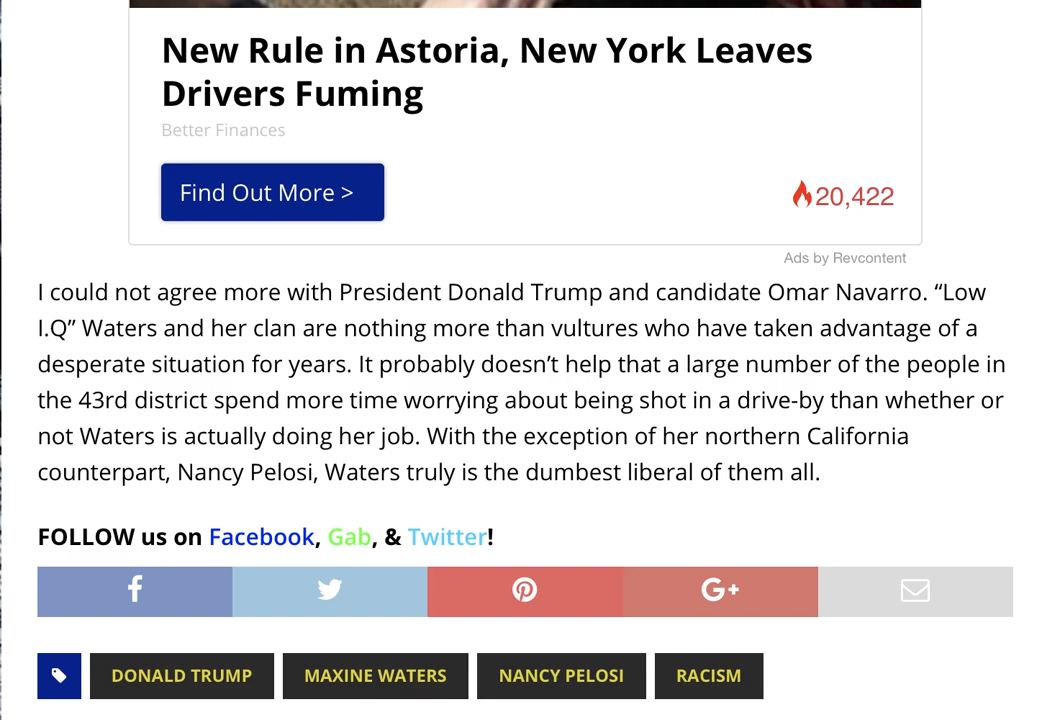 New Rule in Astoria, New York Leaves
Drivers Fuming
Better Finances
Find Out More >
20,422
Ads by Revcontent
I could not agree more with President Donald Trump and candidate Omar Navarro. “Low
I.Q” Waters and her clan are nothing more than vultures who have taken advantage of a
desperate situation for years. It probably doesn’t help that a large number of the people in
the 43rd district spend more time worrying about being shot in a drive-by than whether or
not Waters is actually doing her job. With the exception of her northern California
counterpart, Nancy Pelosi, Waters truly is the dumbest liberal of them all.
FOLLOW us on Facebook, Gab, & Twitter!
DONALD TRUMP MAXINE WATERS NANCY PELOSI RACISM